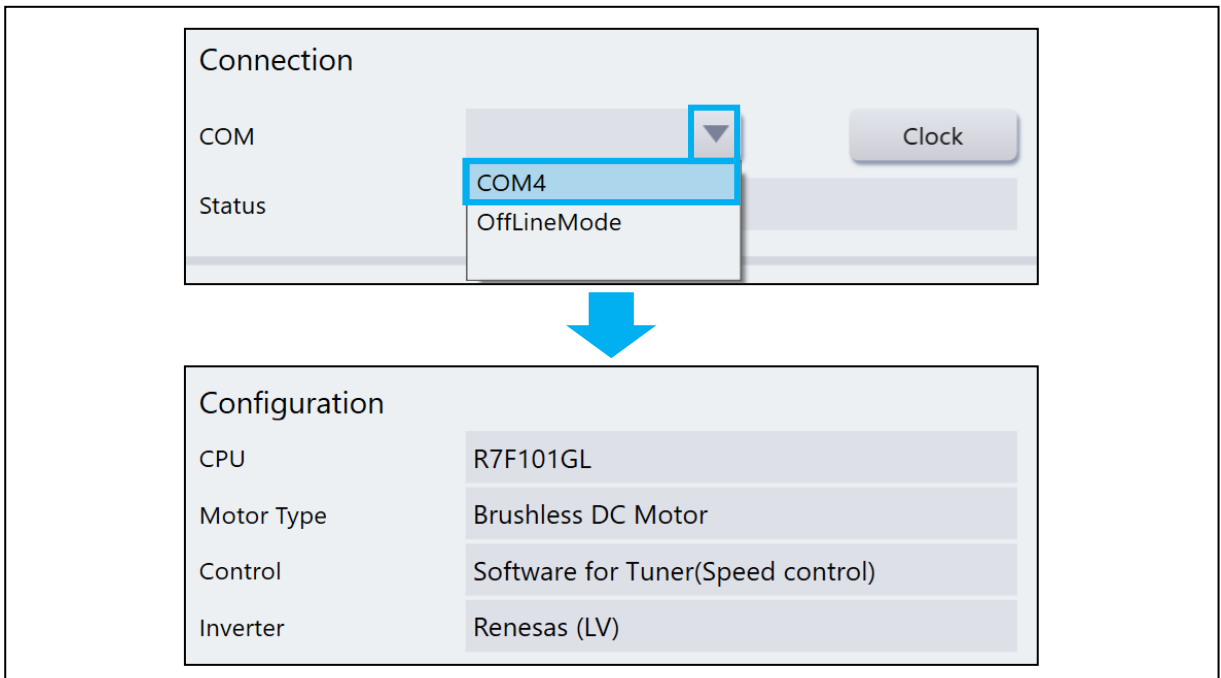 Connection
COM
Clock
COM4
Status
OffLineMode
Configuration
CPU R7F101GL
Motor Type Brushless DC Motor
Control Software for Tuner(Speed control)
Inverter Renesas (LV)